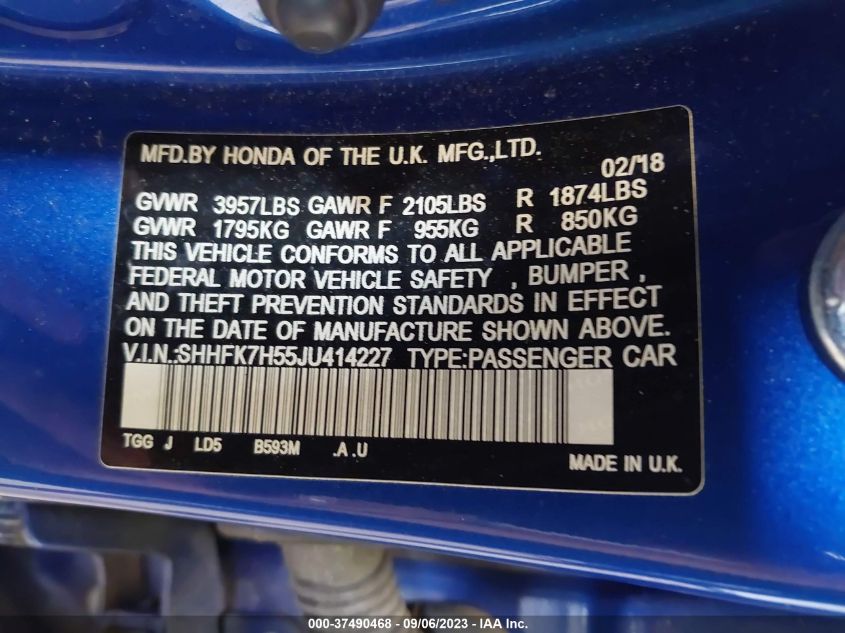 MFD.BY HONDA OF THE U.K. MFG.,LTD.
02/'18
GVWR 3957LBS GAWR F 2105LBS R 1874LBS
GVWR 1795KG GAWR F 955KG R 850KG
THIS VEHICLE CONFORMS TO ALL APPLICABLE
FEDERAL MOTOR VEHICLE SAFETY , BUMPER ,
AND THEFT PREVENTION STANDARDS IN EFFECT
ON THE DATE OF MANUFACTURE SHOWN ABOVE.
V.I.N.:SHHFK7H55JU414227 TYPE:PASSENGER CAR
TGG J LD5 B593M .A .U
MADE IN U.K.
000-37490468 - 09/06/2023 - © IAA, Inc.